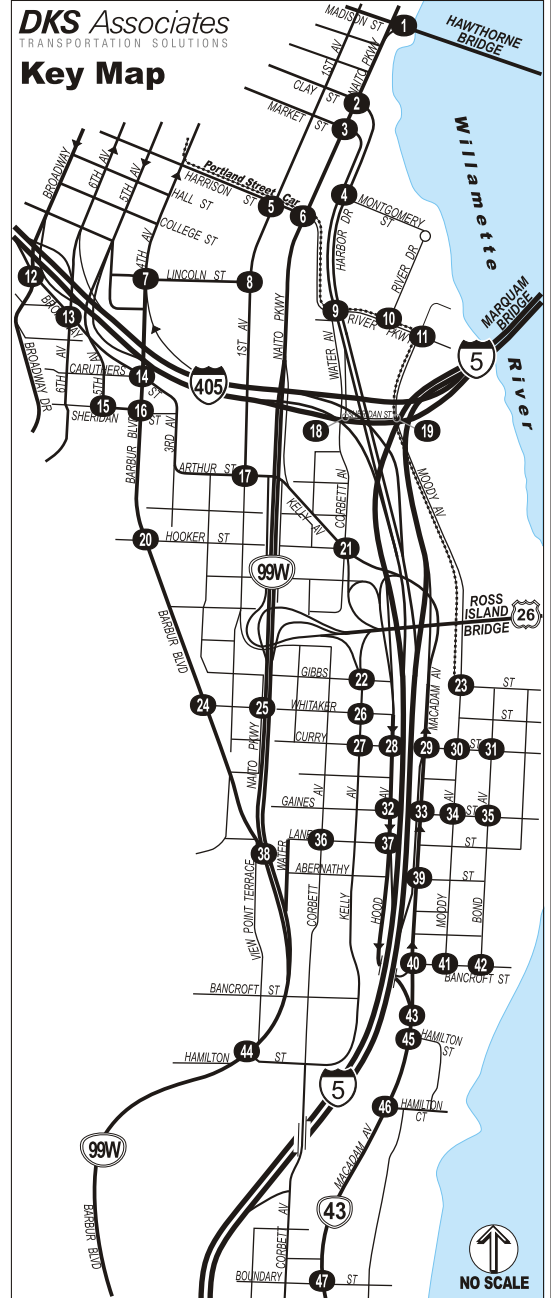 DKS Associates
TRANSPORTATION SOLUTIONS
Key Map
MADISON ST
1
HAWTHORNE
BRIDGE
1ST AV
NAITO PKWY
CLAY ST
2
MARKET ST
3
Willamette
River
BROADWAY
6TH AV
5TH AV
4TH AV
Portland Street Car
HARRISON ST
HALL ST
COLLEGE ST
5
6
4
MONTGOMERY
ST
HARBOR DR
RIVER DR
12
7
LINCOLN ST
8
9
10
RIVER PKWY
11
MARQUAM
BRIDGE
13
BROADWAY DR
6TH AV
5TH AV
1ST AV
NAITO PKWY
WATER AV
5
CARUTHERS ST
14
405
15
16
SHERIDAN ST
BARBUR BLVD
3RD AV
18
SHERIDAN ST
19
ARTHUR ST
17
KELLY AV
CORBETT AV
MOODY AV
20
HOOKER ST
21
99W
ROSS
ISLAND
BRIDGE
26
BARBUR BLVD
GIBBS
22
23
ST
MACADAM AV
24
25
WHITAKER
26
ST
NAITO PKWY
CURRY
27
28
29
30
ST
31
AV
AV
AV
AV
AV
GAINES
32
33
34
ST
35
LANE
36
37
ST
38
WATER
ABERNATHY
39
ST
VIEW POINT TERRACE
CORBETT
KELLY
HOOD
MOODY
BOND
40
41
42
BANCROFT ST
BANCROFT ST
43
44
HAMILTON ST
45
HAMILTON
ST
5
46
HAMILTON
CT
99W
MACADAM AV
43
BARBUR BLVD
CORBETT AV
BOUNDARY
47
ST
NO SCALE